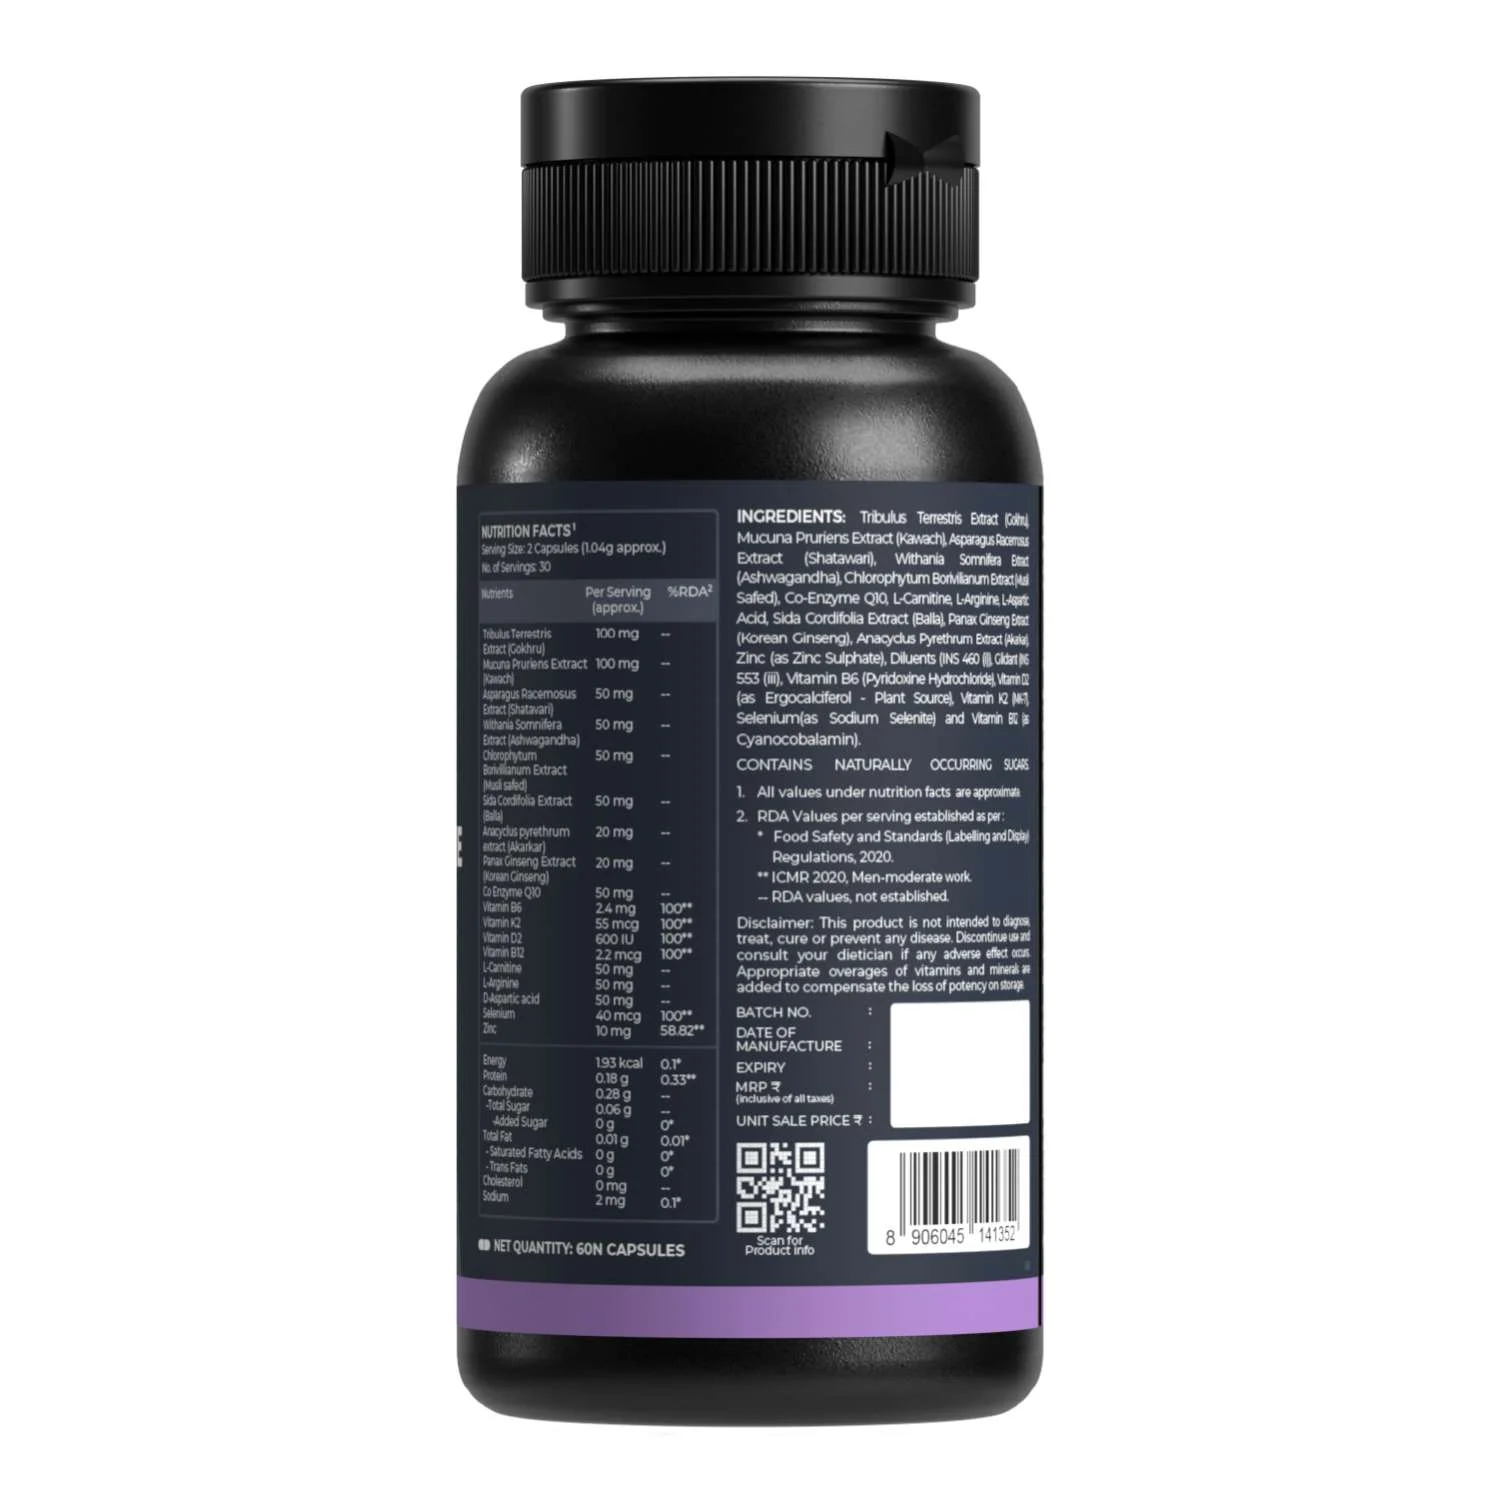 E
NUTRITION FACTS¹
Serving Size: 2 Capsules (1.04g approx.)
No. of Servings: 30
Nutrients Per Serving (approx.) %RDA²
Tribulus Terrestris Extract (Gokhru) 100 mg --
Mucuna Pruriens Extract (Kawach) 100 mg --
Asparagus Racemosus Extract (Shatavari) 50 mg --
Withania Somnifera Extract (Ashwagandha) 50 mg --
Chlorophytum Borivillianum Extract (Musli safed) 50 mg --
Sida Cordifolia Extract (Balla) 50 mg --
Anacyclus pyrethrum extract (Akarkar) 20 mg --
Panax Ginseng Extract (Korean Ginseng) 20 mg --
Co Enzyme Q10 50 mg --
Vitamin B6 2.4 mg 100**
Vitamin K2 55 mcg 100**
Vitamin D2 600 IU 100**
Vitamin B12 2.2 mcg 100**
L-Carnitine 50 mg --
L-Arginine 50 mg --
D-Aspartic acid 50 mg --
Selenium 40 mcg 100**
Zinc 10 mg 58.82**
Energy 1.93 kcal 0.1*
Protein 0.18 g 0.33**
Carbohydrate 0.28 g --
-Total Sugar 0.06 g --
-Added Sugar 0 g 0*
Total Fat 0.01 g 0.01*
- Saturated Fatty Acids 0 g 0*
- Trans Fats 0 g 0*
Cholesterol 0 mg --
Sodium 2 mg 0.1*
NET QUANTITY: 60N CAPSULES
INGREDIENTS: Tribulus Terrestris Extract (Gokhru),
Mucuna Pruriens Extract (Kawach), Asparagus Racemosus
Extract (Shatavari), Withania Somnifera Extract
(Ashwagandha), Chlorophytum Borivilianum Extract (Musli
Safed), Co-Enzyme Q10, L-Carnitine, L-Arginine, L-Aspartic
Acid, Sida Cordifolia Extract (Balla), Panax Ginseng Extract
(Korean Ginseng), Anacyclus Pyrethrum Extract (Akarkar),
Zinc (as Zinc Sulphate), Diluents (INS 460 (i)), Glidant (INS
553 (iii), Vitamin B6 (Pyridoxine Hydrochloride), Vitamin D2
(as Ergocalciferol - Plant Source), Vitamin K2 (MK-7),
Selenium(as Sodium Selenite) and Vitamin B12 (as
Cyanocobalamin).
CONTAINS NATURALLY OCCURRING SUGARS.
1. All values under nutrition facts are approximate.
2. RDA Values per serving established as per:
* Food Safety and Standards (Labelling and Display)
Regulations, 2020.
** ICMR 2020, Men-moderate work.
-- RDA values, not established.
Disclaimer: This product is not intended to diagnose,
treat, cure or prevent any disease. Discontinue use and
consult your dietician if any adverse effect occurs.
Appropriate overages of vitamins and minerals are
added to compensate the loss of potency on storage.
BATCH NO. :
DATE OF
MANUFACTURE :
EXPIRY :
MRP ₹ :
(inclusive of all taxes)
UNIT SALE PRICE ₹ :
Scan for
Product info
8 906045 141352